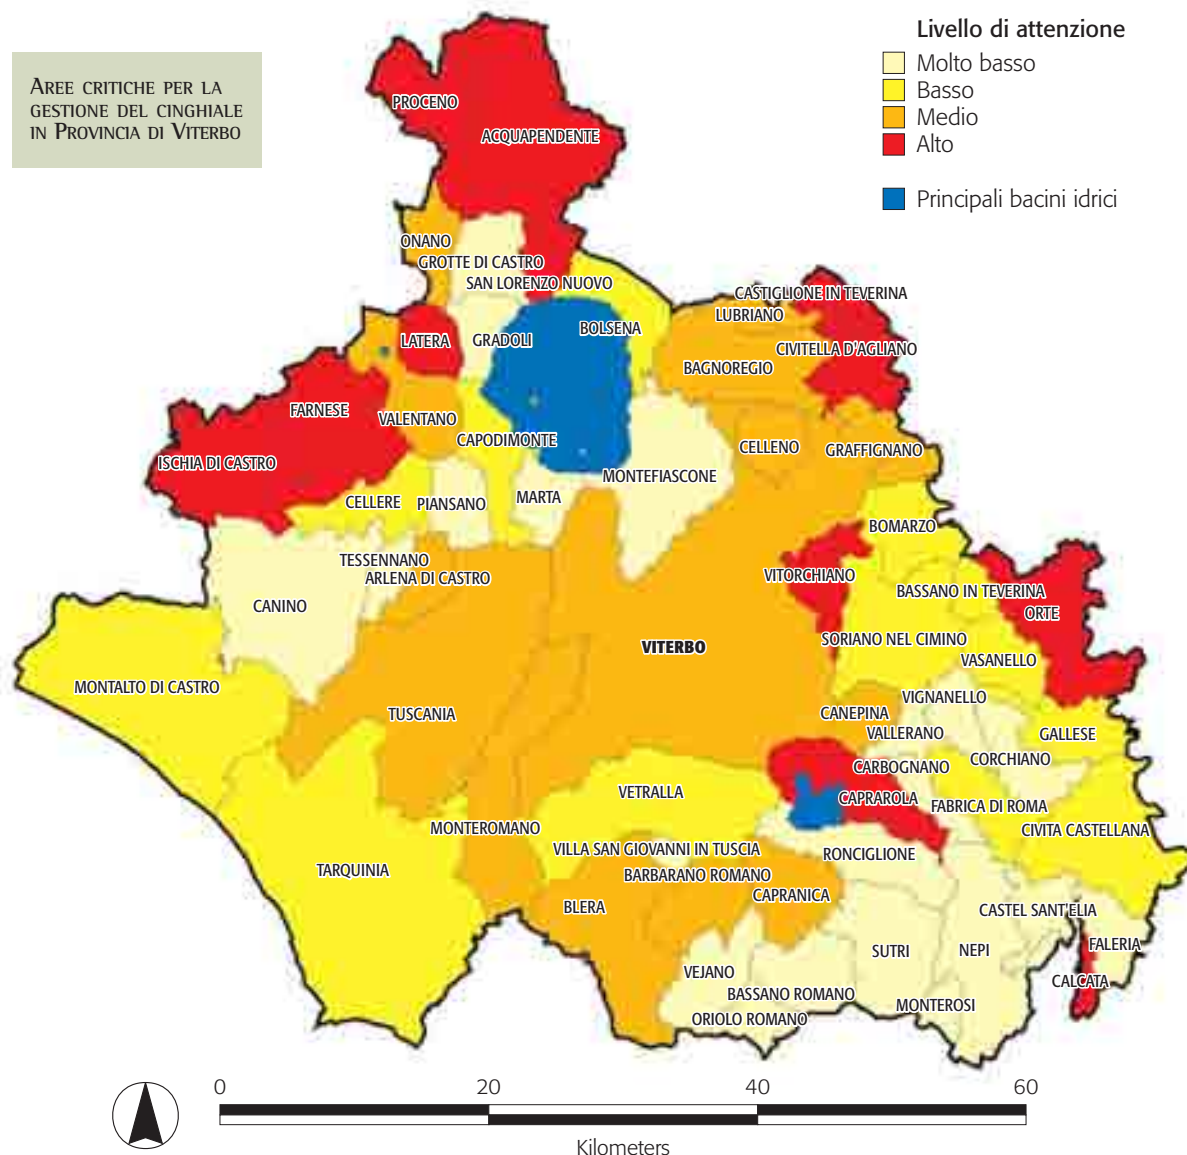 AREE CRITICHE PER LA
GESTIONE DEL CINGHIALE
IN PROVINCIA DI VITERBO
Livello di attenzione
Molto basso
Basso
Medio
Alto
Principali bacini idrici
PROCENO
ACQUAPENDENTE
ONANO
GROTTE DI CASTRO
SAN LORENZO NUOVO
CASTIGLIONE IN TEVERINA
LUBRIANO
BOLSENA
LATERA
GRADOLI
CIVITELLA D'AGLIANO
BAGNOREGIO
FARNESE
VALENTANO
CAPODIMONTE
CELLENO
GRAFFIGNANO
ISCHIA DI CASTRO
MONTEFIASCONE
CELLERE
PIANSANO
MARTA
BOMARZO
TESSENNANO
ARLENA DI CASTRO
VITORCHIANO
BASSANO IN TEVERINA
CANINO
ORTE
SORIANO NEL CIMINO
VITERBO
VASANELLO
MONTALTO DI CASTRO
VIGNANELLO
TUSCANIA
CANEPINA
VALLERANO
GALLESE
CORCHIANO
CARBOGNANO
VETRALLA
CAPRAROLA
FABRICA DI ROMA
MONTEROMANO
CIVITA CASTELLANA
VILLA SAN GIOVANNI IN TUSCIA
RONCIGLIONE
TARQUINIA
BARBARANO ROMANO
CAPRANICA
BLERA
CASTEL SANT'ELIA
FALERIA
SUTRI
NEPI
VEJANO
CALCATA
BASSANO ROMANO
MONTEROSI
ORIOLO ROMANO
0 20 40 60
Kilometers